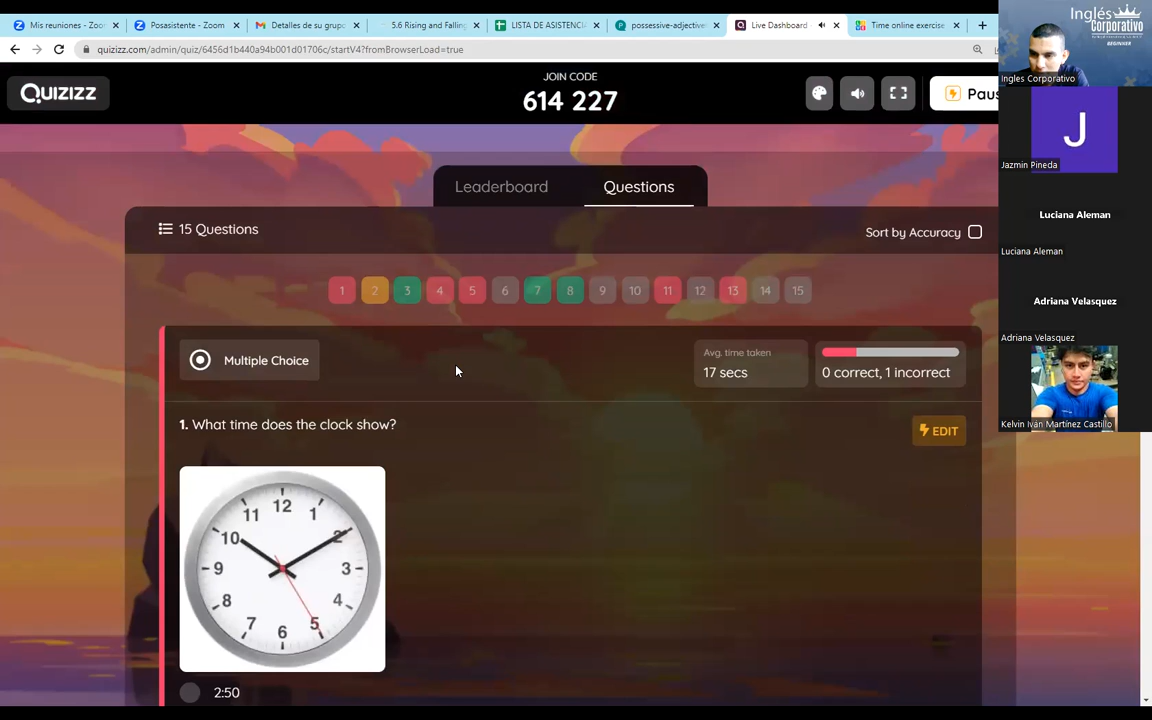 Mis reuniones - Zoo
Posasistente - Zoom
Detalles de su grupo
5.6 Rising and Falling
LISTA DE ASISTENCI
possessive-adjective
Live Dashboard
Time online exercise
quizizz.com/admin/quiz/6456d1b440a94b001d01706c/startV4?fromBrowserLoad=true
Inglés
Corporativo
BEGINNER
Ingles Corporativo
QUIZIZZ
JOIN CODE
614 227
Paus
J
Jazmin Pineda
Leaderboard
Questions
Luciana Aleman
Luciana Aleman
15 Questions
Sort by Accuracy
1 2 3 4 5 6 7 8 9 10 11 12 13 14 15
Adriana Velasquez
Adriana Velasquez
Multiple Choice
Avg. time taken
17 secs
0 correct, 1 incorrect
Kelvin Iván Martínez Castillo
1. What time does the clock show?
EDIT
12
11 1
10 2
9 3
8 4
7 5
6
2:50